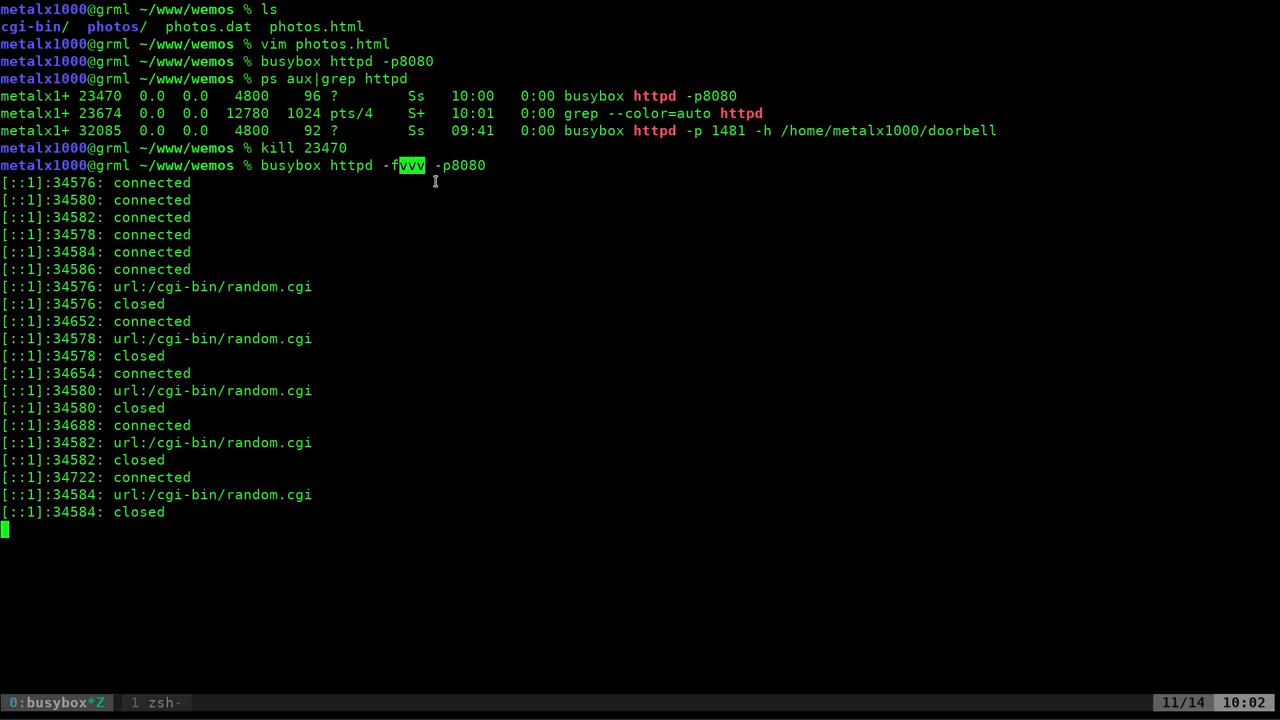 metalx1000@grml ~/www/wemos % ls
cgi-bin/  photos/  photos.dat  photos.html
metalx1000@grml ~/www/wemos % vim photos.html
metalx1000@grml ~/www/wemos % busybox httpd -p8080
metalx1000@grml ~/www/wemos % ps aux|grep httpd
metalx1+ 23470  0.0  0.0   4800    96 ?        Ss   10:00   0:00 busybox httpd -p8080
metalx1+ 23674  0.0  0.0  12780  1024 pts/4    S+   10:01   0:00 grep --color=auto httpd
metalx1+ 32085  0.0  0.0   4800    92 ?        Ss   09:41   0:00 busybox httpd -p 1481 -h /home/metalx1000/doorbell
metalx1000@grml ~/www/wemos % kill 23470
metalx1000@grml ~/www/wemos % busybox httpd -fvvv -p8080
[::1]:34576: connected
[::1]:34580: connected
[::1]:34582: connected
[::1]:34578: connected
[::1]:34584: connected
[::1]:34586: connected
[::1]:34576: url:/cgi-bin/random.cgi
[::1]:34576: closed
[::1]:34652: connected
[::1]:34578: url:/cgi-bin/random.cgi
[::1]:34578: closed
[::1]:34654: connected
[::1]:34580: url:/cgi-bin/random.cgi
[::1]:34580: closed
[::1]:34688: connected
[::1]:34582: url:/cgi-bin/random.cgi
[::1]:34582: closed
[::1]:34722: connected
[::1]:34584: url:/cgi-bin/random.cgi
[::1]:34584: closed
0:busybox*Z  1 zsh-  11/14  10:02